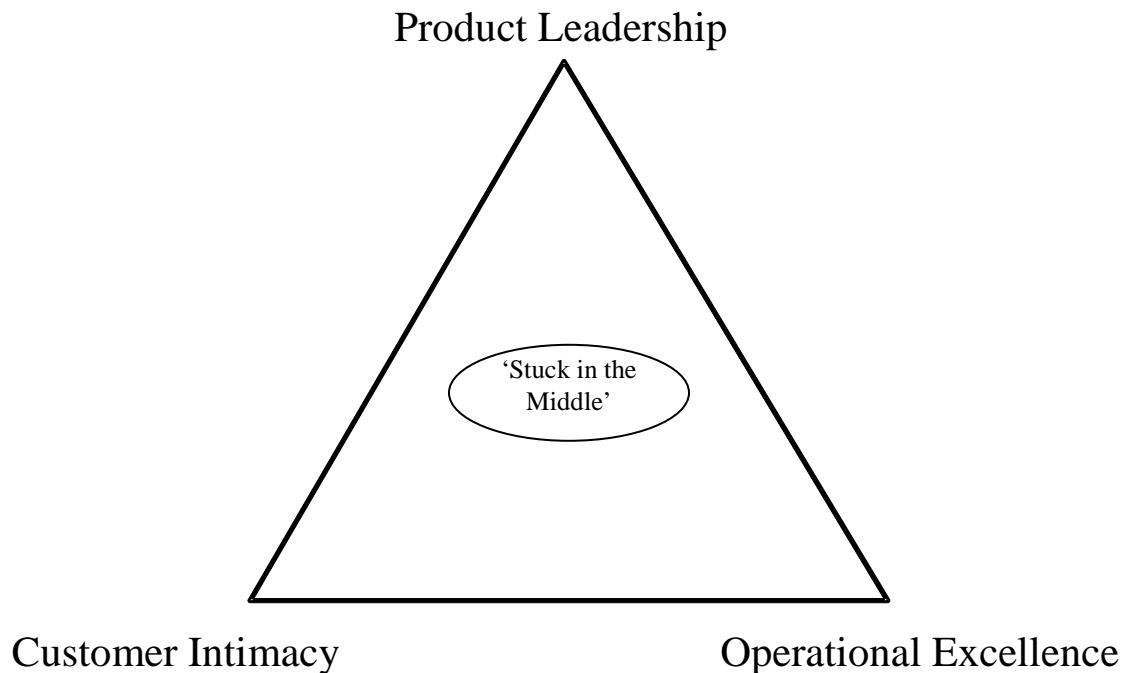 Product Leadership
‘Stuck in the
Middle’
Customer Intimacy
Operational Excellence